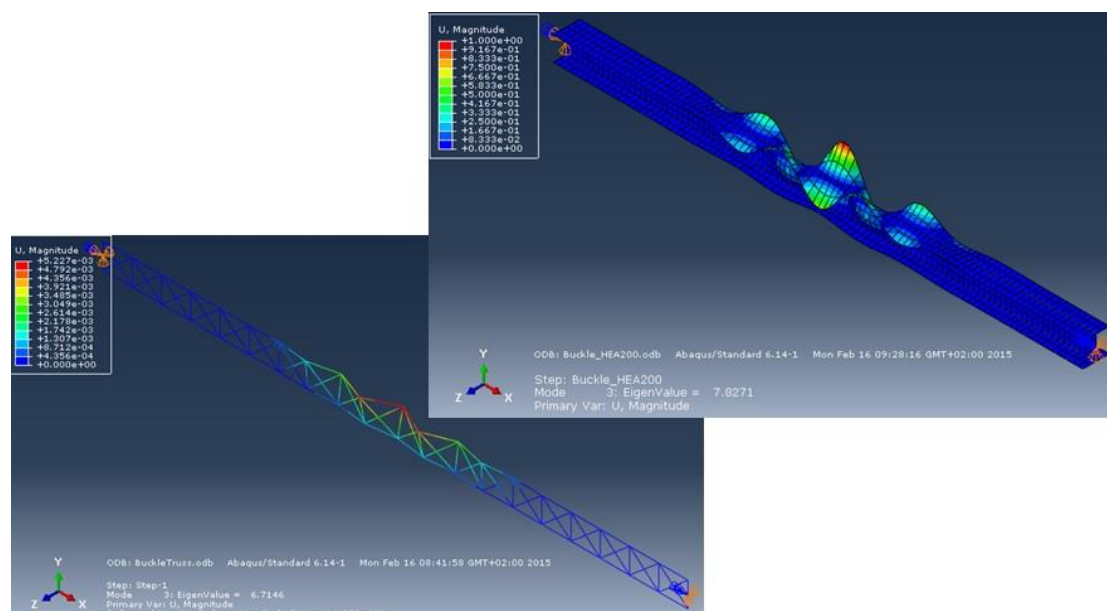 U, Magnitude
+1.000e+00
+9.167e-01
+8.333e-01
+7.500e-01
+6.667e-01
+5.833e-01
+5.000e-01
+4.167e-01
+3.333e-01
+2.500e-01
+1.667e-01
+8.333e-02
+0.000e+00
Y
Z X
ODB: Buckle_HEA200.odb Abaqus/Standard 6.14-1 Mon Feb 16 09:28:16 GMT+02:00 2015
Step: Buckle_HEA200
Mode 3: EigenValue = 7.8271
Primary Var: U, Magnitude
U, Magnitude
+5.227e-03
+4.792e-03
+4.356e-03
+3.921e-03
+3.485e-03
+3.049e-03
+2.614e-03
+2.178e-03
+1.742e-03
+1.307e-03
+8.712e-04
+4.356e-04
+0.000e+00
Y
Z X
ODB: BuckleTruss.odb Abaqus/Standard 6.14-1 Mon Feb 16 08:41:58 GMT+02:00 2015
Step: Step-1
Mode 3: EigenValue = 6.7146
Primary Var: U, Magnitude